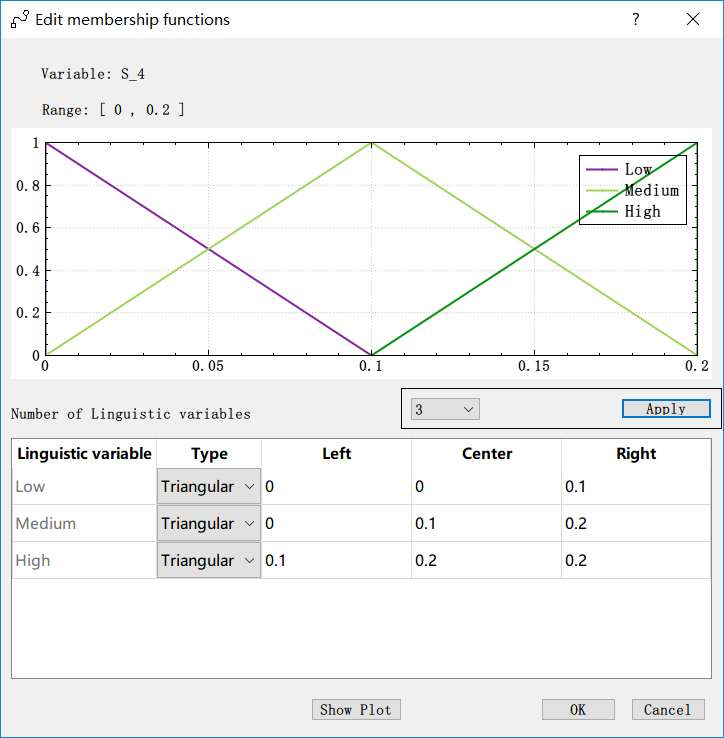 Edit membership functions
?
Variable: S_4
Range: [ 0 , 0.2 ]
1
0.8
0.6
0.4
0.2
0
0 0.05 0.1 0.15 0.2
Low
Medium
High
Number of Linguistic variables 3 Apply
Linguistic variable Type Left Center Right
Low Triangular 0 0 0.1
Medium Triangular 0 0.1 0.2
High Triangular 0.1 0.2 0.2
Show Plot OK Cancel